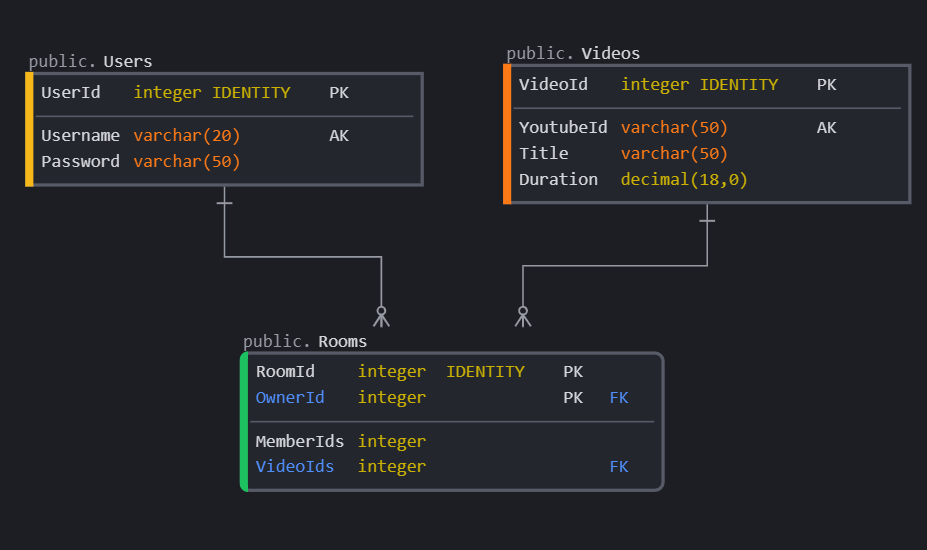 public. Users
UserId integer IDENTITY PK
Username varchar(20) AK
Password varchar(50)
public. Videos
VideoId integer IDENTITY PK
YoutubeId varchar(50) AK
Title varchar(50)
Duration decimal(18,0)
public. Rooms
RoomId integer IDENTITY PK
OwnerId integer PK FK
MemberIds integer
VideoIds integer FK